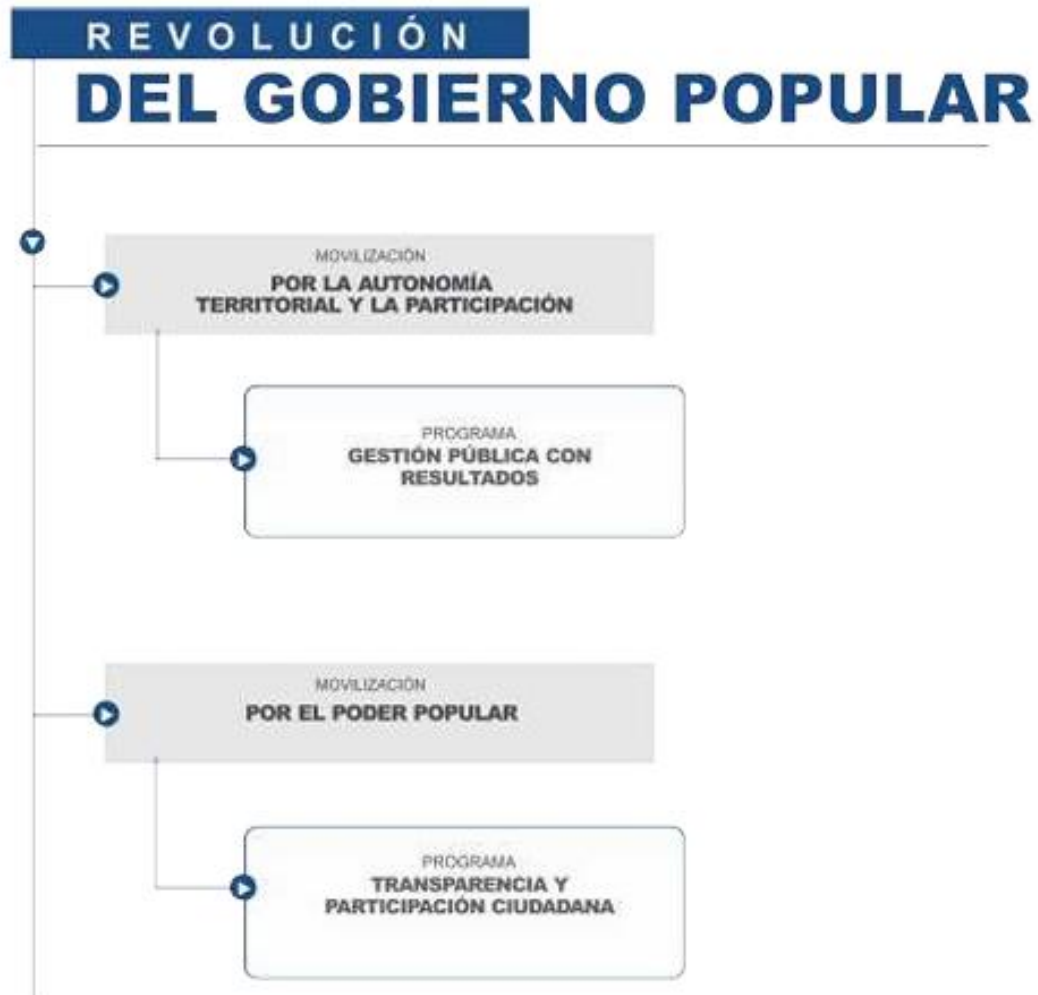 REVOLUCIÓN
DEL GOBIERNO POPULAR
MOVILIZACIÓN
POR LA AUTONOMÍA
TERRITORIAL Y LA PARTICIPACIÓN
PROGRAMA
GESTIÓN PÚBLICA CON
RESULTADOS
MOVILIZACIÓN
POR EL PODER POPULAR
PROGRAMA
TRANSPARENCIA Y
PARTICIPACIÓN CIUDADANA